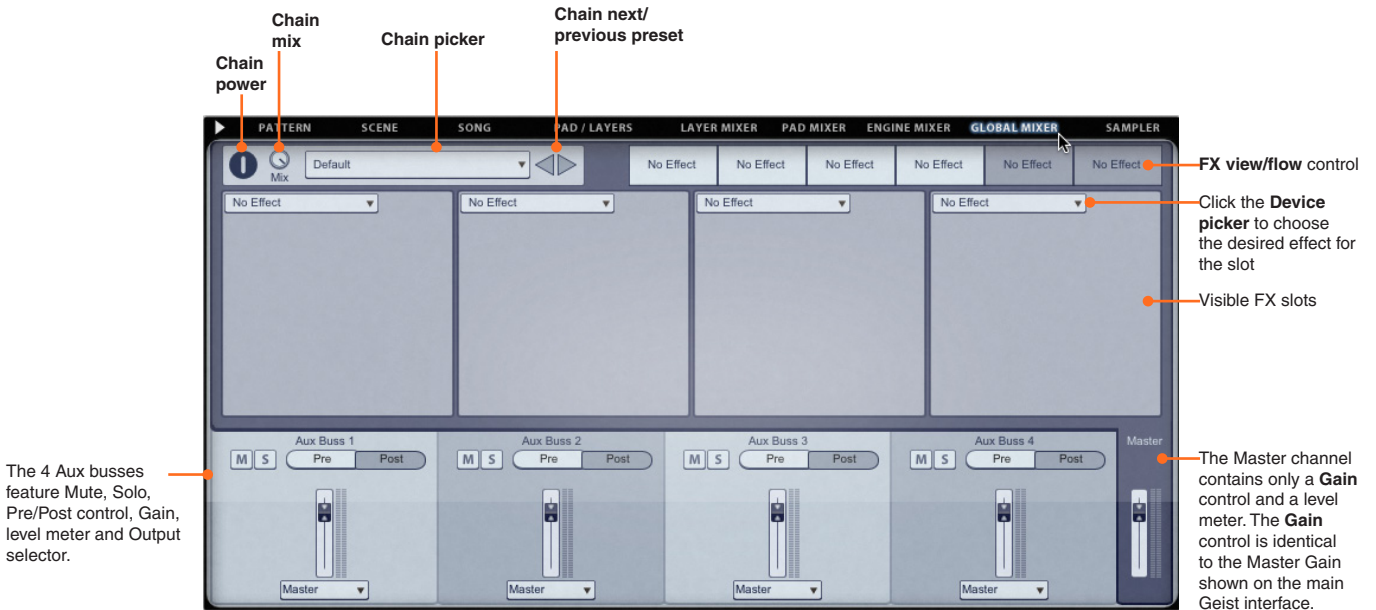 Chain
mix
Chain next/
previous preset
Chain picker
Chain
power
PATTERN SCENE SONG PAD / LAYERS LAYER MIXER PAD MIXER ENGINE MIXER GLOBAL MIXER SAMPLER
Mix
Default
No Effect No Effect No Effect No Effect No Effect No Effect
FX view/flow control
No Effect No Effect No Effect No Effect
Click the Device
picker to choose
the desired effect for
the slot
Visible FX slots
Aux Buss 1 Aux Buss 2 Aux Buss 3 Aux Buss 4 Master
M S Pre Post M S Pre Post M S Pre Post M S Pre Post
Master Master Master Master
The 4 Aux busses
feature Mute, Solo,
Pre/Post control, Gain,
level meter and Output
selector.
The Master channel
contains only a Gain
control and a level
meter. The Gain
control is identical
to the Master Gain
shown on the main
Geist interface.